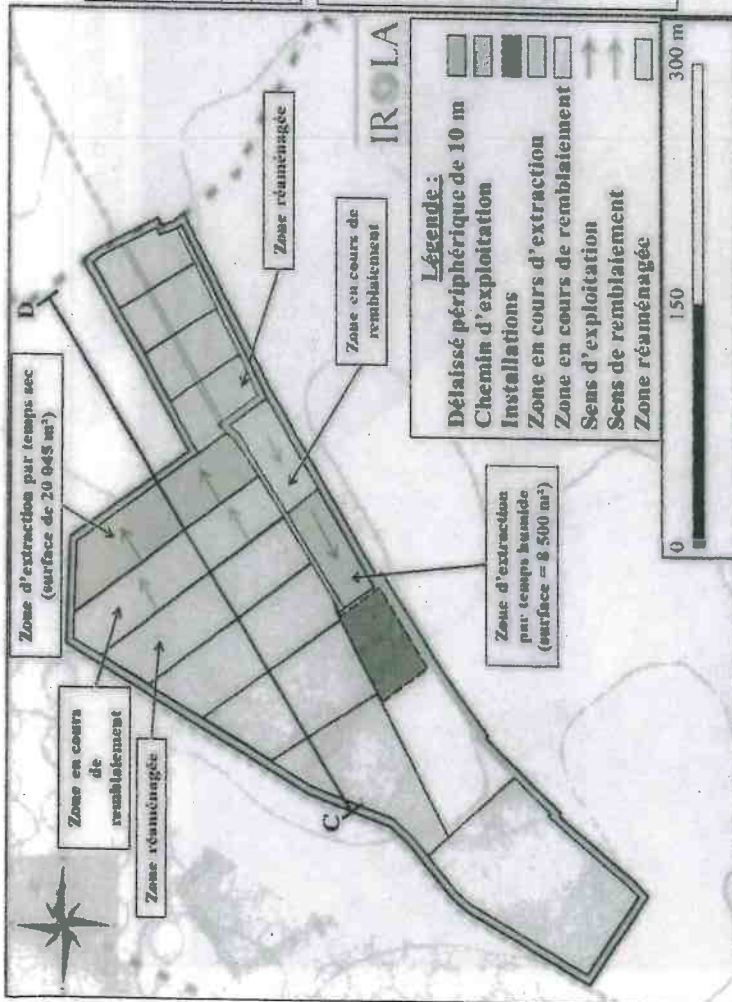 Zone d'extraction par temps sec
(surface de 20 045 m²)
Zone en cours
de
remblaiement
Zone réaménagée
D
C
Zone réaménagée
Zone en cours de
remblaiement
Zone d'extraction
par temps humide
(surface = 8 500 m²)
Légende :
Délaissé périphérique de 10 m
Chemin d'exploitation
Installations
Zone en cours d'extraction
Zone en cours de remblaiement
Sens d'exploitation
Sens de remblaiement
Zone réaménagée
0
150
300 m